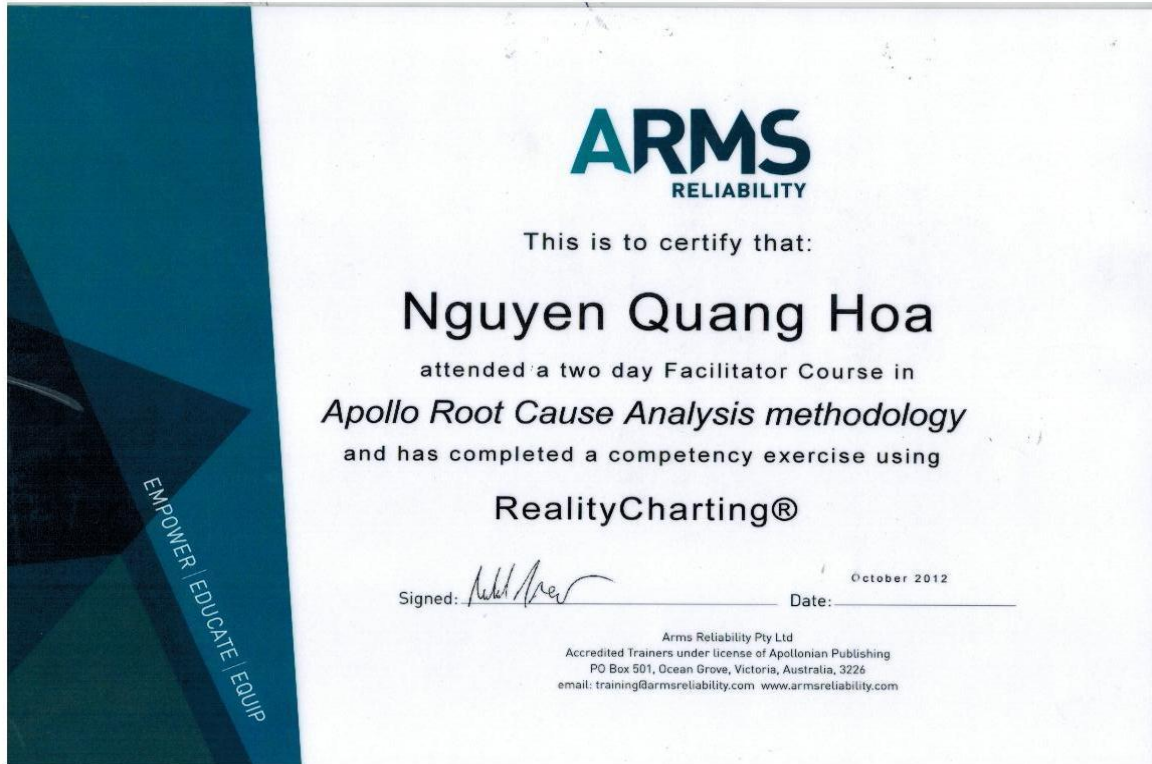 ARMS
RELIABILITY
This is to certify that:
Nguyen Quang Hoa
attended a two day Facilitator Course in
Apollo Root Cause Analysis methodology
and has completed a competency exercise using
RealityCharting®
Signed:
October 2012
Date:
Arms Reliability Pty Ltd
Accredited Trainers under license of Apollonian Publishing
PO Box 501, Ocean Grove, Victoria, Australia, 3226
email: training@armsreliability.com www.armsreliability.com
EMPOWER | EDUCATE | EQUIP